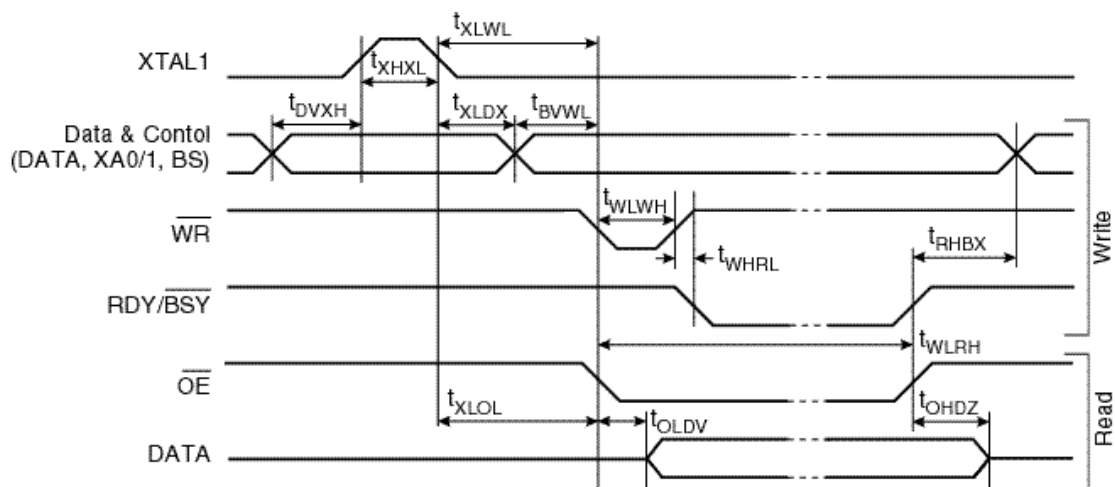 XTAL1
tXLWL
tXHXL
tDVXH
tXLDX
tBVWL
Data & Contol
(DATA, XA0/1, BS)
tWLWH
WR
tWHRL
tRHBX
Write
RDY/BSY
tWLRH
OE
tXLOL
tOLDV
tOHDZ
Read
DATA